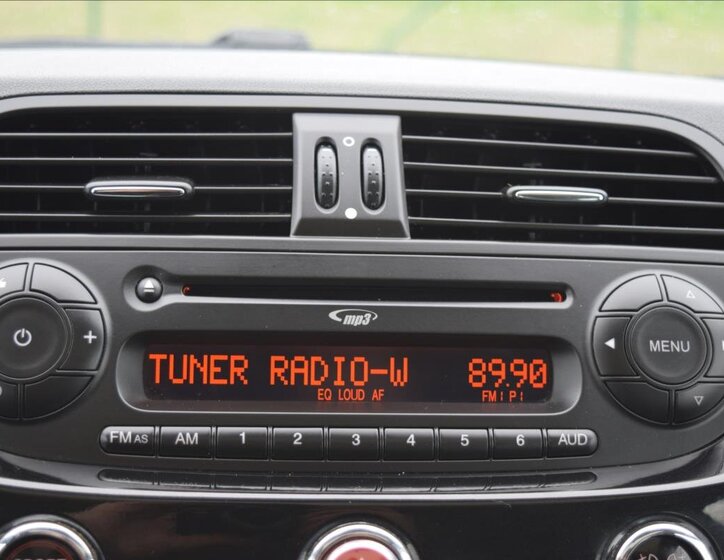 mp3
TUNER RADIO-W 89.90
EQ LOUD AF FM1 P1
MENU
+
FM AS AM 1 2 3 4 5 6 AUD